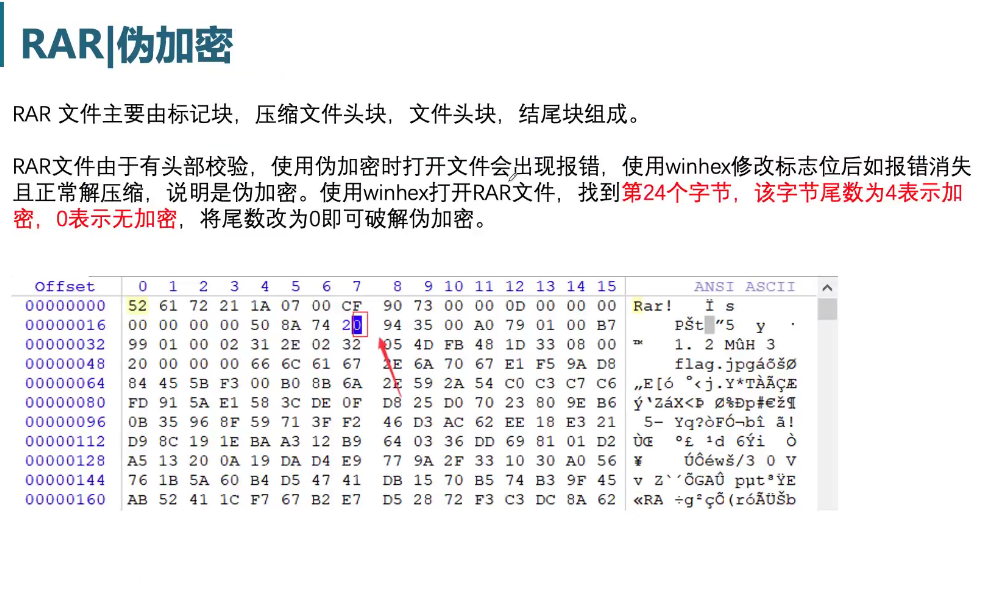 RAR|伪加密
RAR 文件主要由标记块，压缩文件头块，文件头块，结尾块组成。
RAR文件由于有头部校验，使用伪加密时打开文件会出现报错，使用winhex修改标志位后如报错消失
且正常解压缩，说明是伪加密。使用winhex打开RAR文件，找到第24个字节，该字节尾数为4表示加
密，0表示无加密，将尾数改为0即可破解伪加密。
Offset 0 1 2 3 4 5 6 7 8 9 10 11 12 13 14 15 ANSI ASCII
00000000 52 61 72 21 1A 07 00 CF 90 73 00 00 0D 00 00 00 Rar! Ï s
00000016 00 00 00 00 50 8A 74 20 94 35 00 A0 79 01 00 B7 PŠt ”5 y ·
00000032 99 01 00 02 31 2E 02 32 05 4D FB 48 1D 33 08 00 ™ 1. 2 MûH 3
00000048 20 00 00 00 66 6C 61 67 2E 6A 70 67 E1 F5 9A D8 flag.jpgáõšØ
00000064 84 45 5B F3 00 B0 8B 6A 2E 59 2A 54 C0 C3 C7 C6 „E[ó °‹j.Y*TÀÃÇÆ
00000080 FD 91 5A E1 58 3C DE 0F D8 25 D0 70 23 80 9E B6 ý‘ZáX<Þ Ø%Ðp#€ž¶
00000096 0B 35 96 8F 59 71 3F F2 46 D3 AC 62 EE 18 E3 21 5– Yq?òFÓ¬bî ã!
00000112 D9 8C 19 1E BA A3 12 B9 64 03 36 DD 69 81 01 D2 ÙŒ º£ ¹d 6Ýi Ò
00000128 A5 13 20 0A 19 DA D4 E9 77 9A 2F 33 10 30 A0 56 ¥ ÚÔéwš/3 0 V
00000144 76 1B 5A 60 B4 D5 47 41 DB 15 70 B5 74 B3 9F 45 v Z`´ÕGAÛ pµt³ŸE
00000160 AB 52 41 1C F7 67 B2 E7 D5 28 72 F3 C3 DC 8A 62 «RA ÷g²çÕ(róÃÜŠb